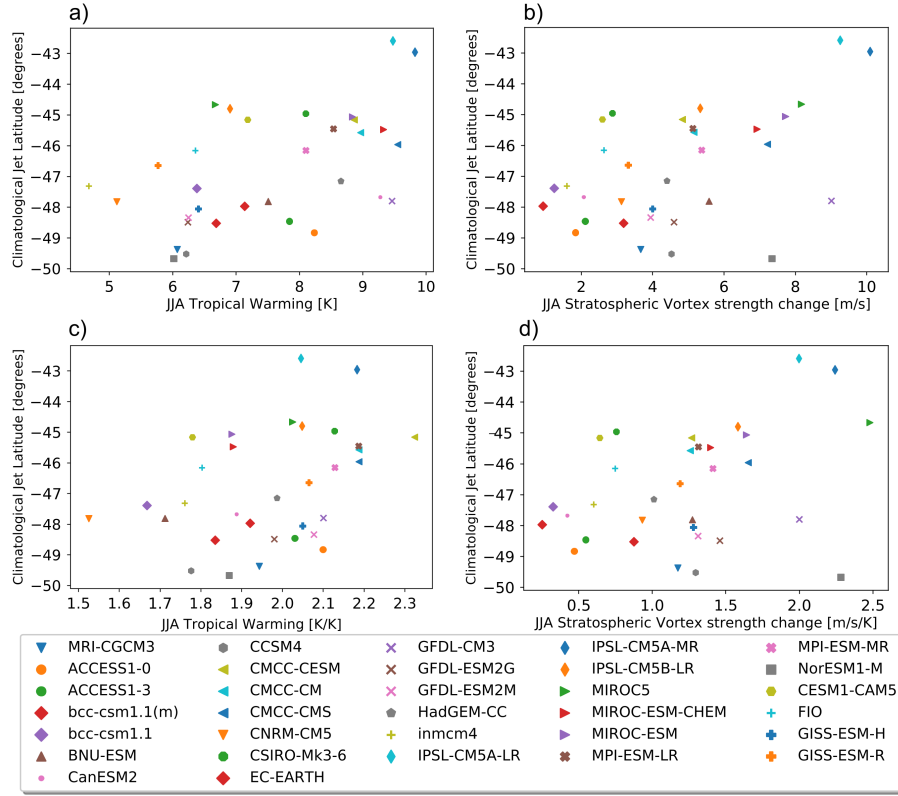 a)
b)
Climatological Jet Latitude [degrees]
−43
−44
−45
−46
−47
−48
−49
−50
5 6 7 8 9 10
JJA Tropical Warming [K]
Climatological Jet Latitude [degrees]
−43
−44
−45
−46
−47
−48
−49
−50
2 4 6 8 10
JJA Stratospheric Vortex strength change [m/s]
c)
d)
Climatological Jet Latitude [degrees]
−43
−44
−45
−46
−47
−48
−49
−50
1.5 1.6 1.7 1.8 1.9 2.0 2.1 2.2 2.3
JJA Tropical Warming [K/K]
Climatological Jet Latitude [degrees]
−43
−44
−45
−46
−47
−48
−49
−50
0.5 1.0 1.5 2.0 2.5
JJA Stratospheric Vortex strength change [m/s/K]
MRI-CGCM3
ACCESS1-0
ACCESS1-3
bcc-csm1.1(m)
bcc-csm1.1
BNU-ESM
CanESM2
CCSM4
CMCC-CESM
CMCC-CM
CMCC-CMS
CNRM-CM5
CSIRO-Mk3-6
EC-EARTH
GFDL-CM3
GFDL-ESM2G
GFDL-ESM2M
HadGEM-CC
inmcm4
IPSL-CM5A-LR
IPSL-CM5A-MR
IPSL-CM5B-LR
MIROC5
MIROC-ESM-CHEM
MIROC-ESM
MPI-ESM-LR
MPI-ESM-MR
NorESM1-M
CESM1-CAM5
FIO
GISS-ESM-H
GISS-ESM-R